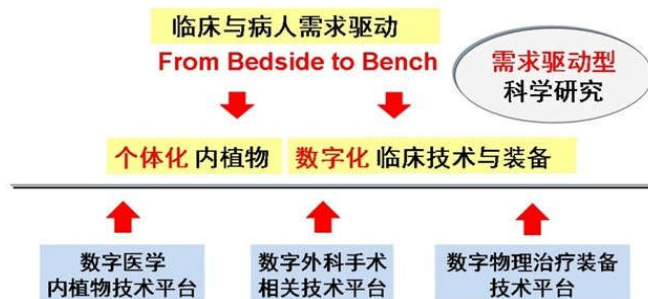 临床与病人需求驱动
From Bedside to Bench
需求驱动型
科学研究
个体化 内植物
数字化 临床技术与装备
数字医学
内植物技术平台
数字外科手术
相关技术平台
数字物理治疗装备
技术平台